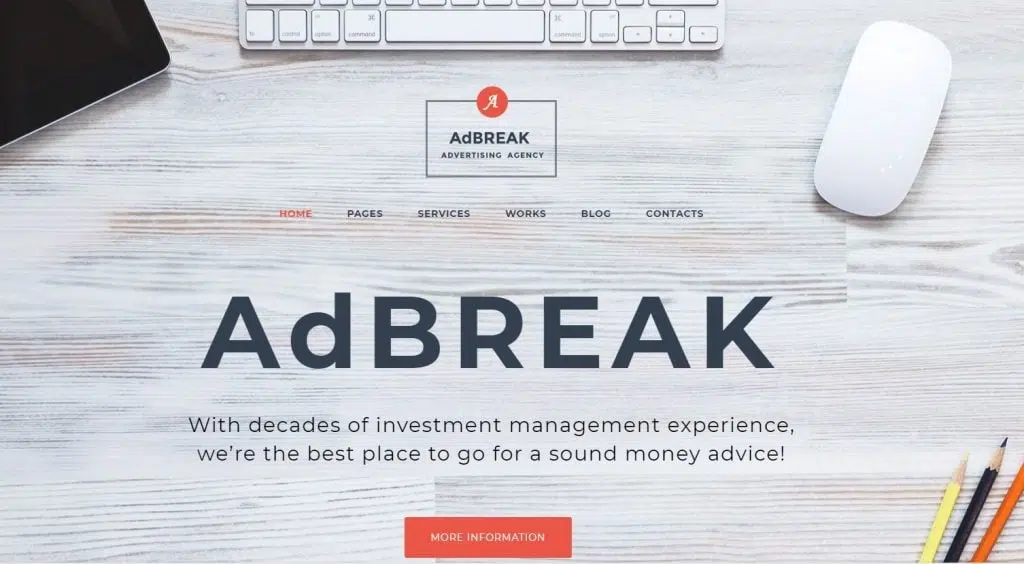 fn control option command ⌘ ⌘ command option
A
AdBREAK
ADVERTISING AGENCY
HOME PAGES SERVICES WORKS BLOG CONTACTS
AdBREAK
With decades of investment management experience,
we’re the best place to go for a sound money advice!
MORE INFORMATION